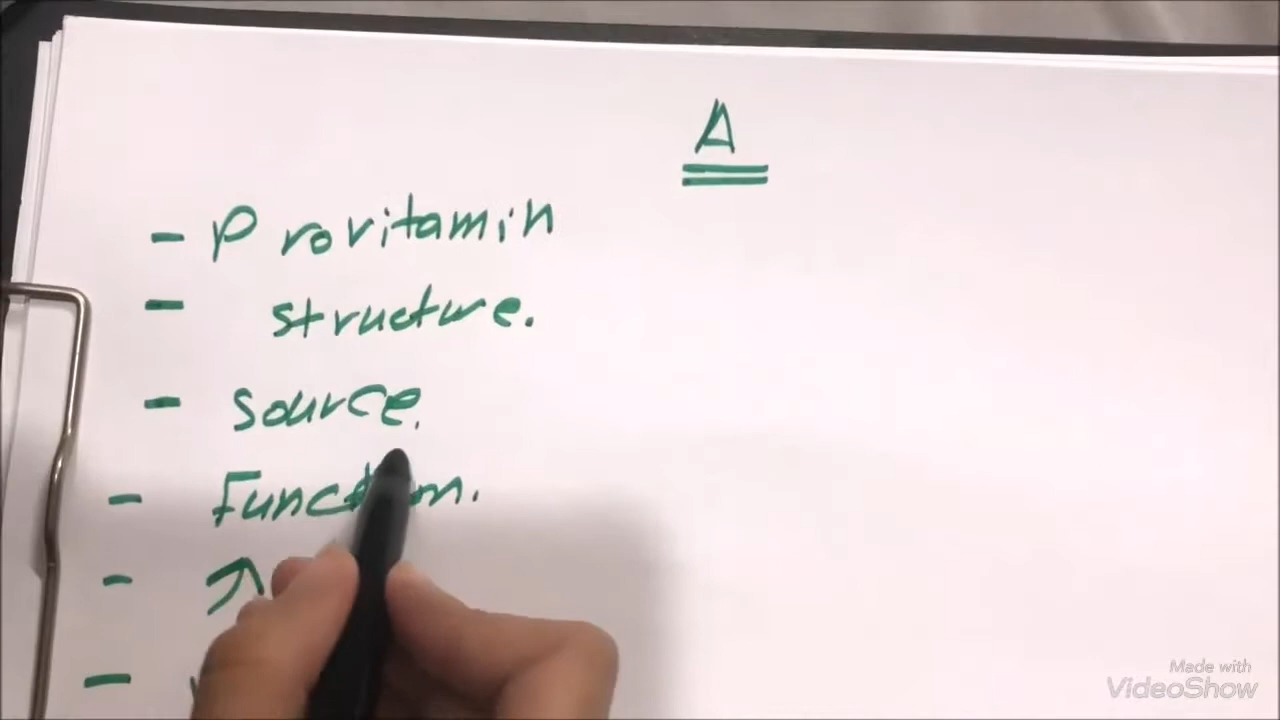 A
- Provitamin
- structure.
- source.
- Function.
- ↗
-
Made with
VideoShow